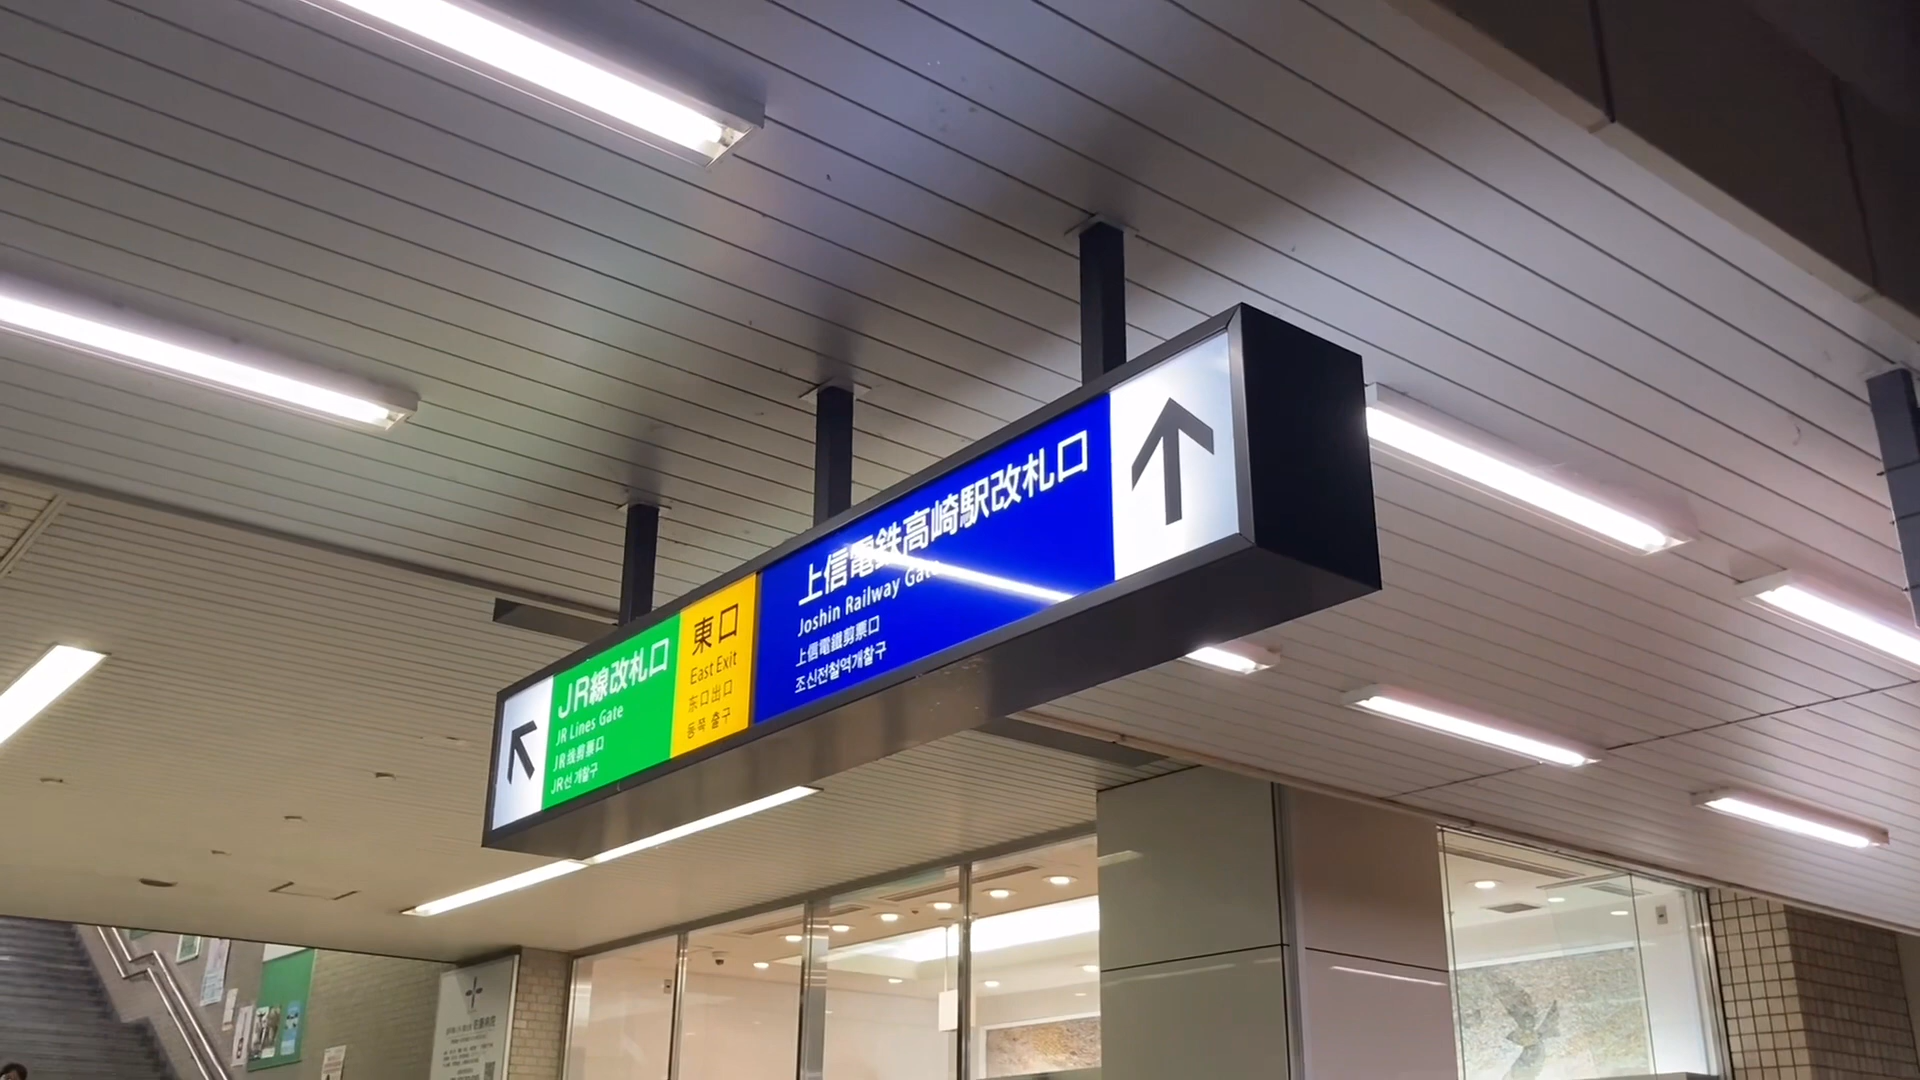 JR線改札口
JR Lines Gate
JR线剪票口
JR선 개찰구
東口
East Exit
东口出口
동쪽 출구
上信電鉄高崎駅改札口
Joshin Railway Gate
上信電鐵剪票口
조신전철역개찰구